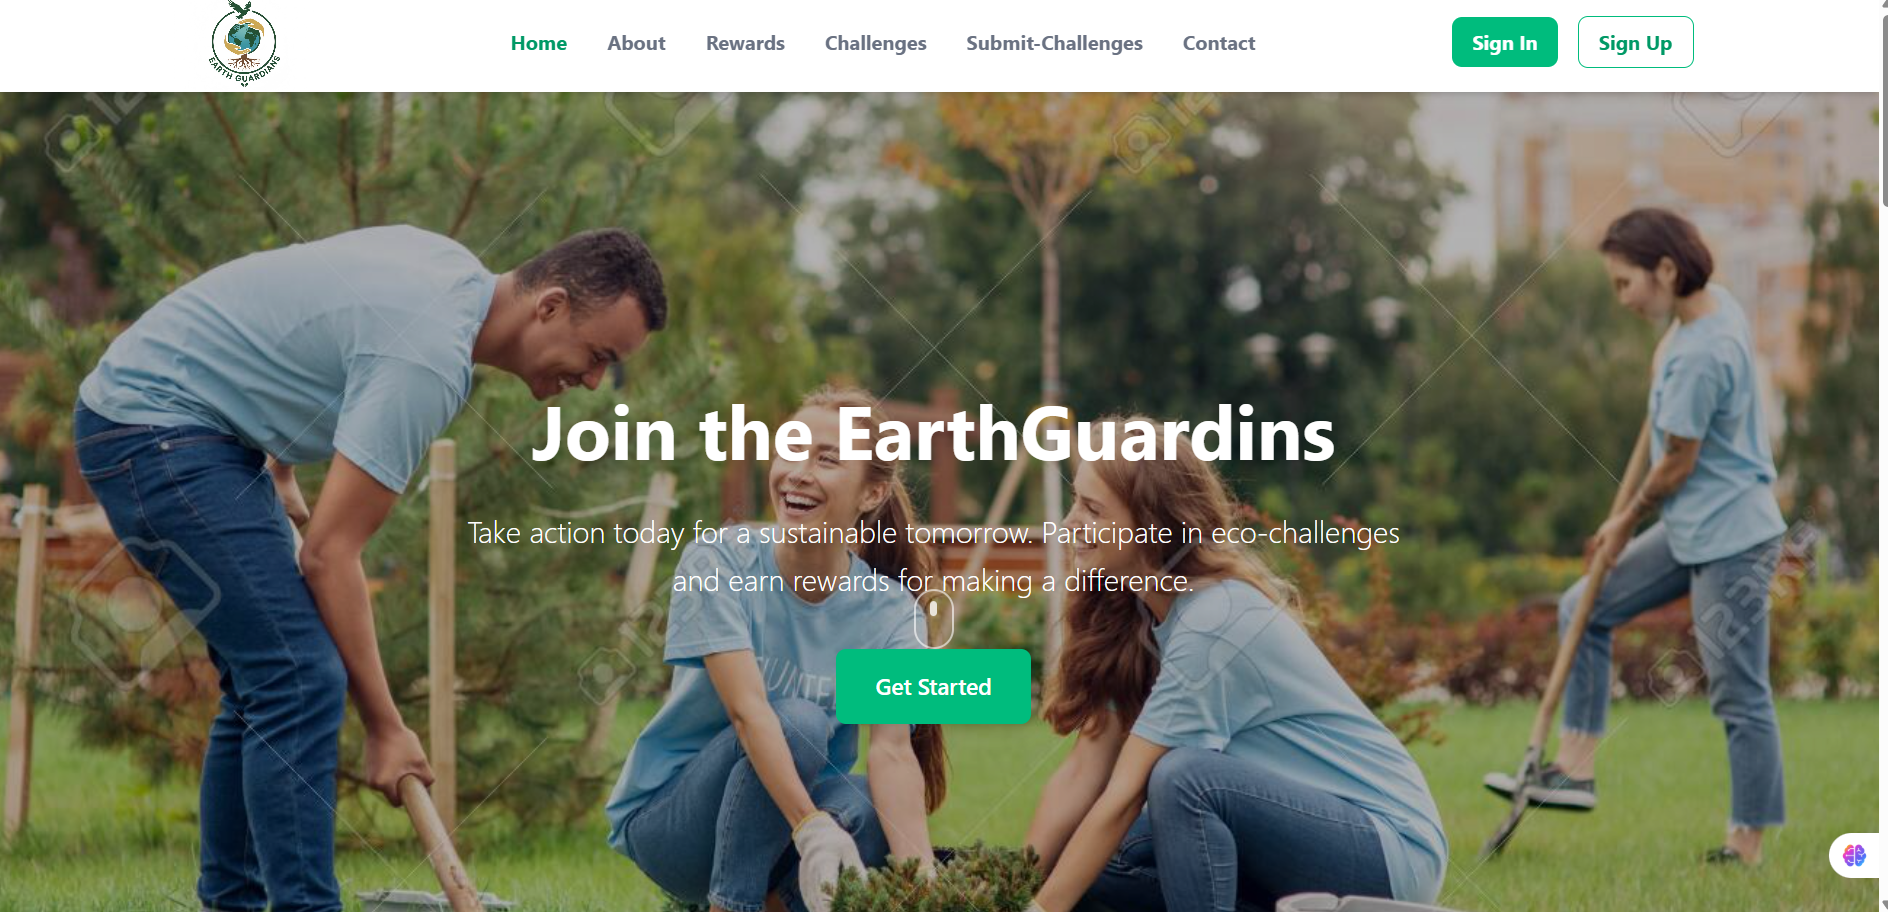 EARTH GUARDIANS
Home
About
Rewards
Challenges
Submit-Challenges
Contact
Sign In
Sign Up
Join the EarthGuardins
Take action today for a sustainable tomorrow. Participate in eco-challenges
and earn rewards for making a difference.
Get Started